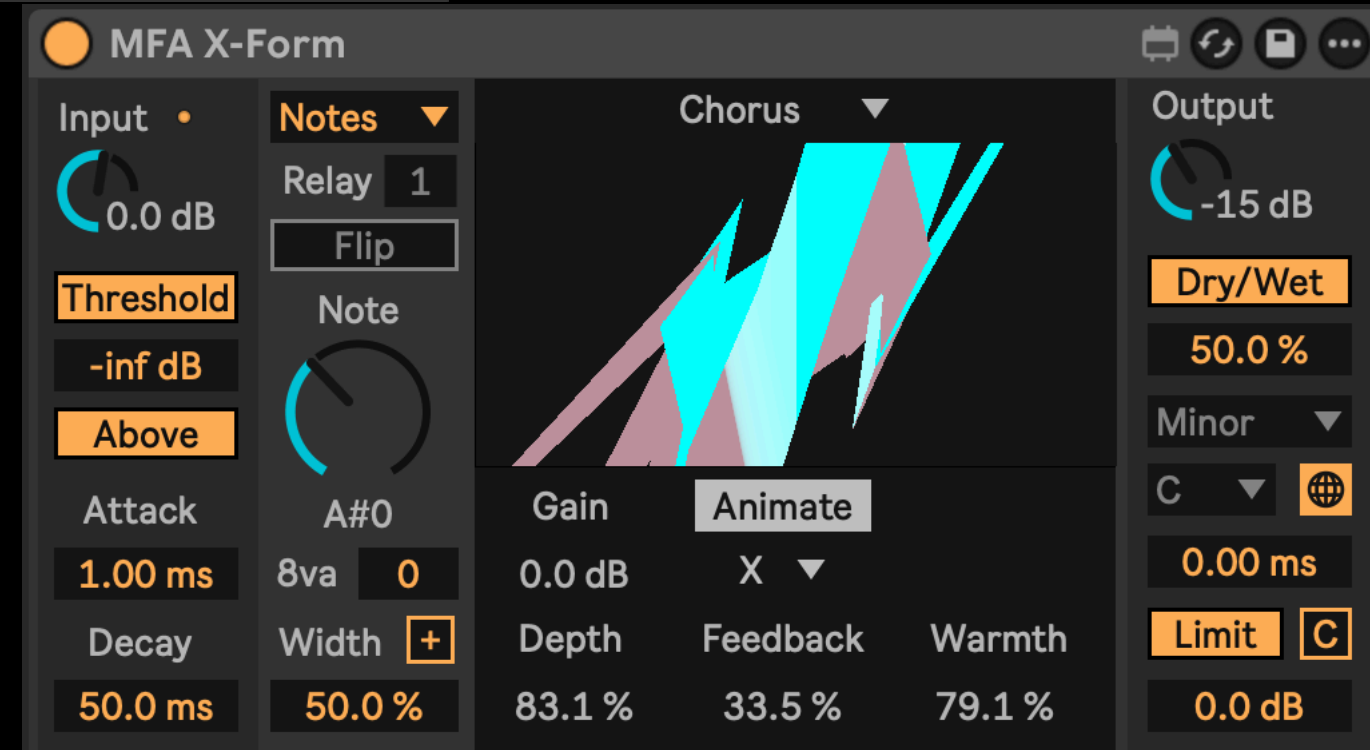 MFA X-Form
Input
0.0 dB
Threshold
-inf dB
Above
Attack
1.00 ms
Decay
50.0 ms
Notes
Relay 1
Flip
Note
A#0
8va 0
Width +
50.0 %
Chorus
Gain Animate
0.0 dB X
Depth Feedback Warmth
83.1 % 33.5 % 79.1 %
Output
-15 dB
Dry/Wet
50.0 %
Minor
C
0.00 ms
Limit C
0.0 dB